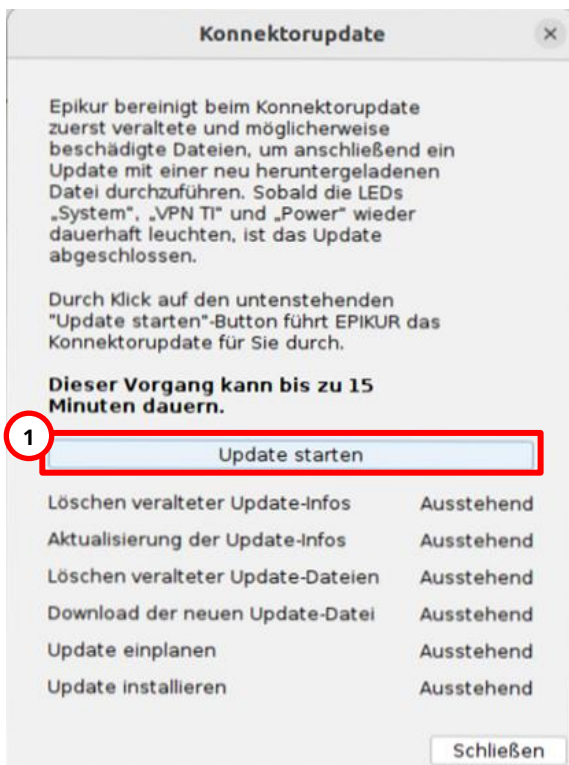 Konnektorupdate
Epikur bereinigt beim Konnektorupdate
zuerst veraltete und möglicherweise
beschädigte Dateien, um anschließend ein
Update mit einer neu heruntergeladenen
Datei durchzuführen. Sobald die LEDs
„System", „VPN TI" und „Power" wieder
dauerhaft leuchten, ist das Update
abgeschlossen.
Durch Klick auf den untenstehenden
"Update starten"-Button führt EPIKUR das
Konnektorupdate für Sie durch.
Dieser Vorgang kann bis zu 15
Minuten dauern.
1
Update starten
Löschen veralteter Update-Infos Ausstehend
Aktualisierung der Update-Infos Ausstehend
Löschen veralteter Update-Dateien Ausstehend
Download der neuen Update-Datei Ausstehend
Update einplanen Ausstehend
Update installieren Ausstehend
Schließen